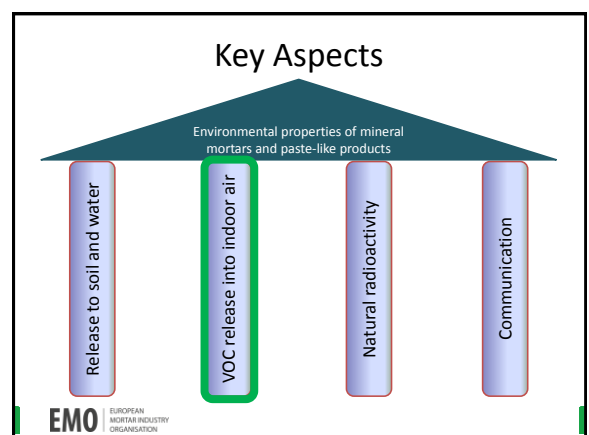 Key Aspects
Environmental properties of mineral
mortars and paste-like products
Release to soil and water
VOC release into indoor air
Natural radioactivity
Communication
EMO
EUROPEAN
MORTAR INDUSTRY
ORGANISATION